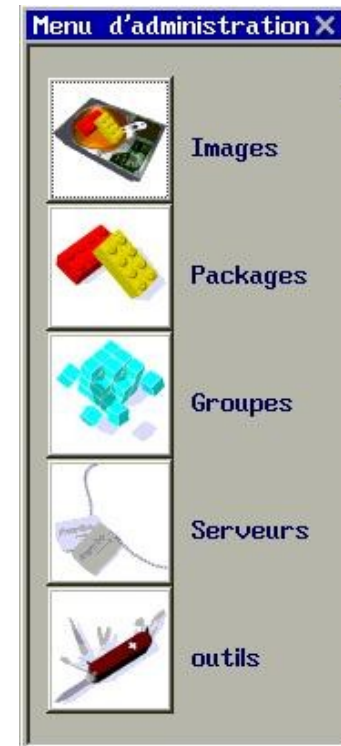 Menu d'administration
Images
Packages
Groupes
Serveurs
outils